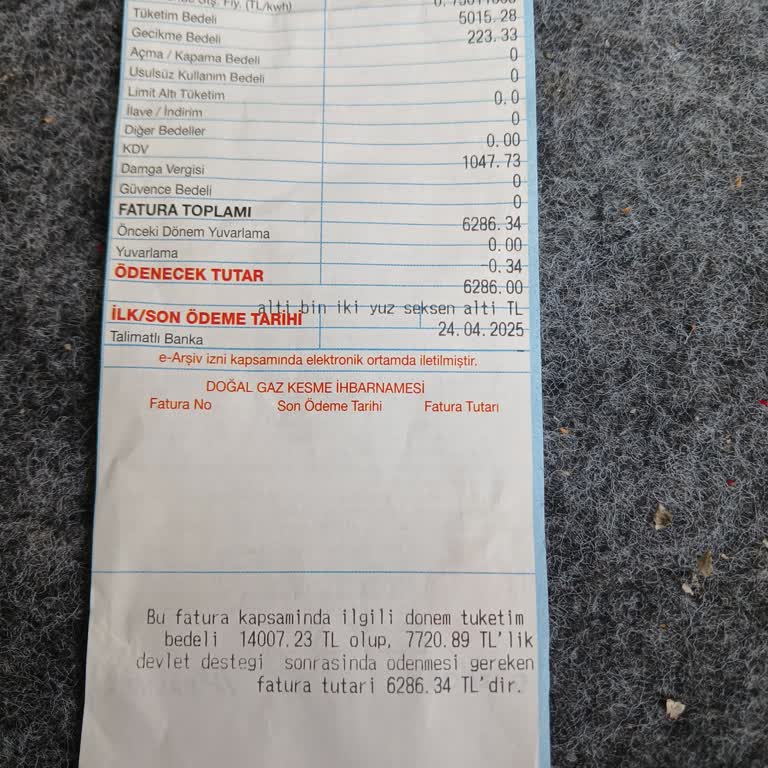 Fiy. (TL/kwh)
Tüketim Bedeli 5015.28
Gecikme Bedeli 223.33
Açma / Kapama Bedeli 0
Usulsüz Kullanım Bedeli 0
Limit Altı Tüketim 0.0
İlave / İndirim 0
Diğer Bedeller 0.00
KDV 1047.73
Damga Vergisi 0
Güvence Bedeli 0
FATURA TOPLAMI 6286.34
Önceki Dönem Yuvarlama 0.00
Yuvarlama -0.34
ÖDENECEK TUTAR 6286.00
alti bin iki yuz seksen alti TL
İLK/SON ÖDEME TARİHİ 24.04.2025
Talimatlı Banka -
e-Arşiv izni kapsamında elektronik ortamda iletilmiştir.
DOĞAL GAZ KESME İHBARNAMESİ
Fatura No Son Ödeme Tarihi Fatura Tutarı
Bu fatura kapsaminda ilgili donem tuketim
bedeli 14007.23 TL olup, 7720.89 TL'lik
devlet destegi sonrasinda odenmesi gereken
fatura tutari 6286.34 TL'dir.